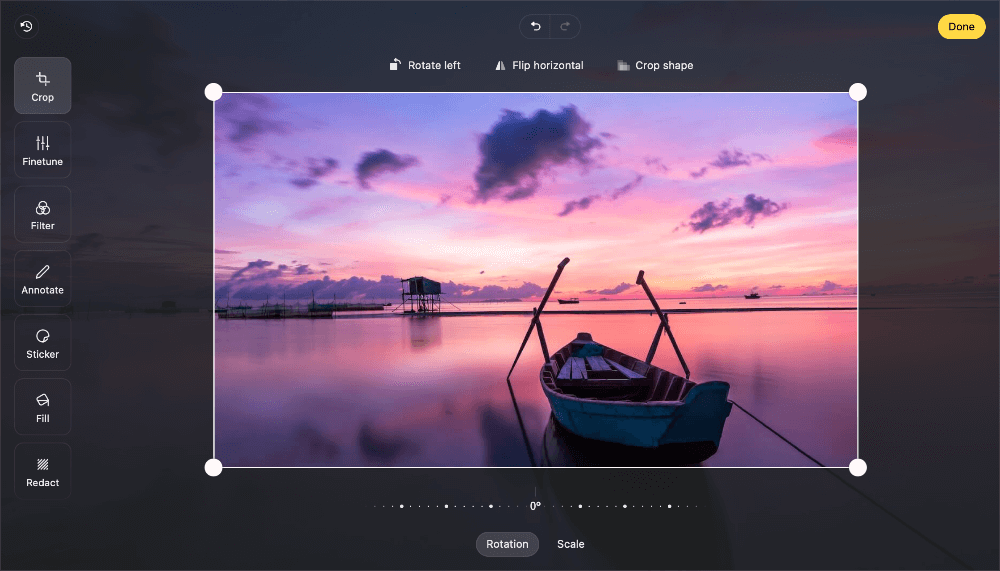 Done
Rotate left
Flip horizontal
Crop shape
Crop
Finetune
Filter
Annotate
Sticker
Fill
Redact
0°
Rotation
Scale